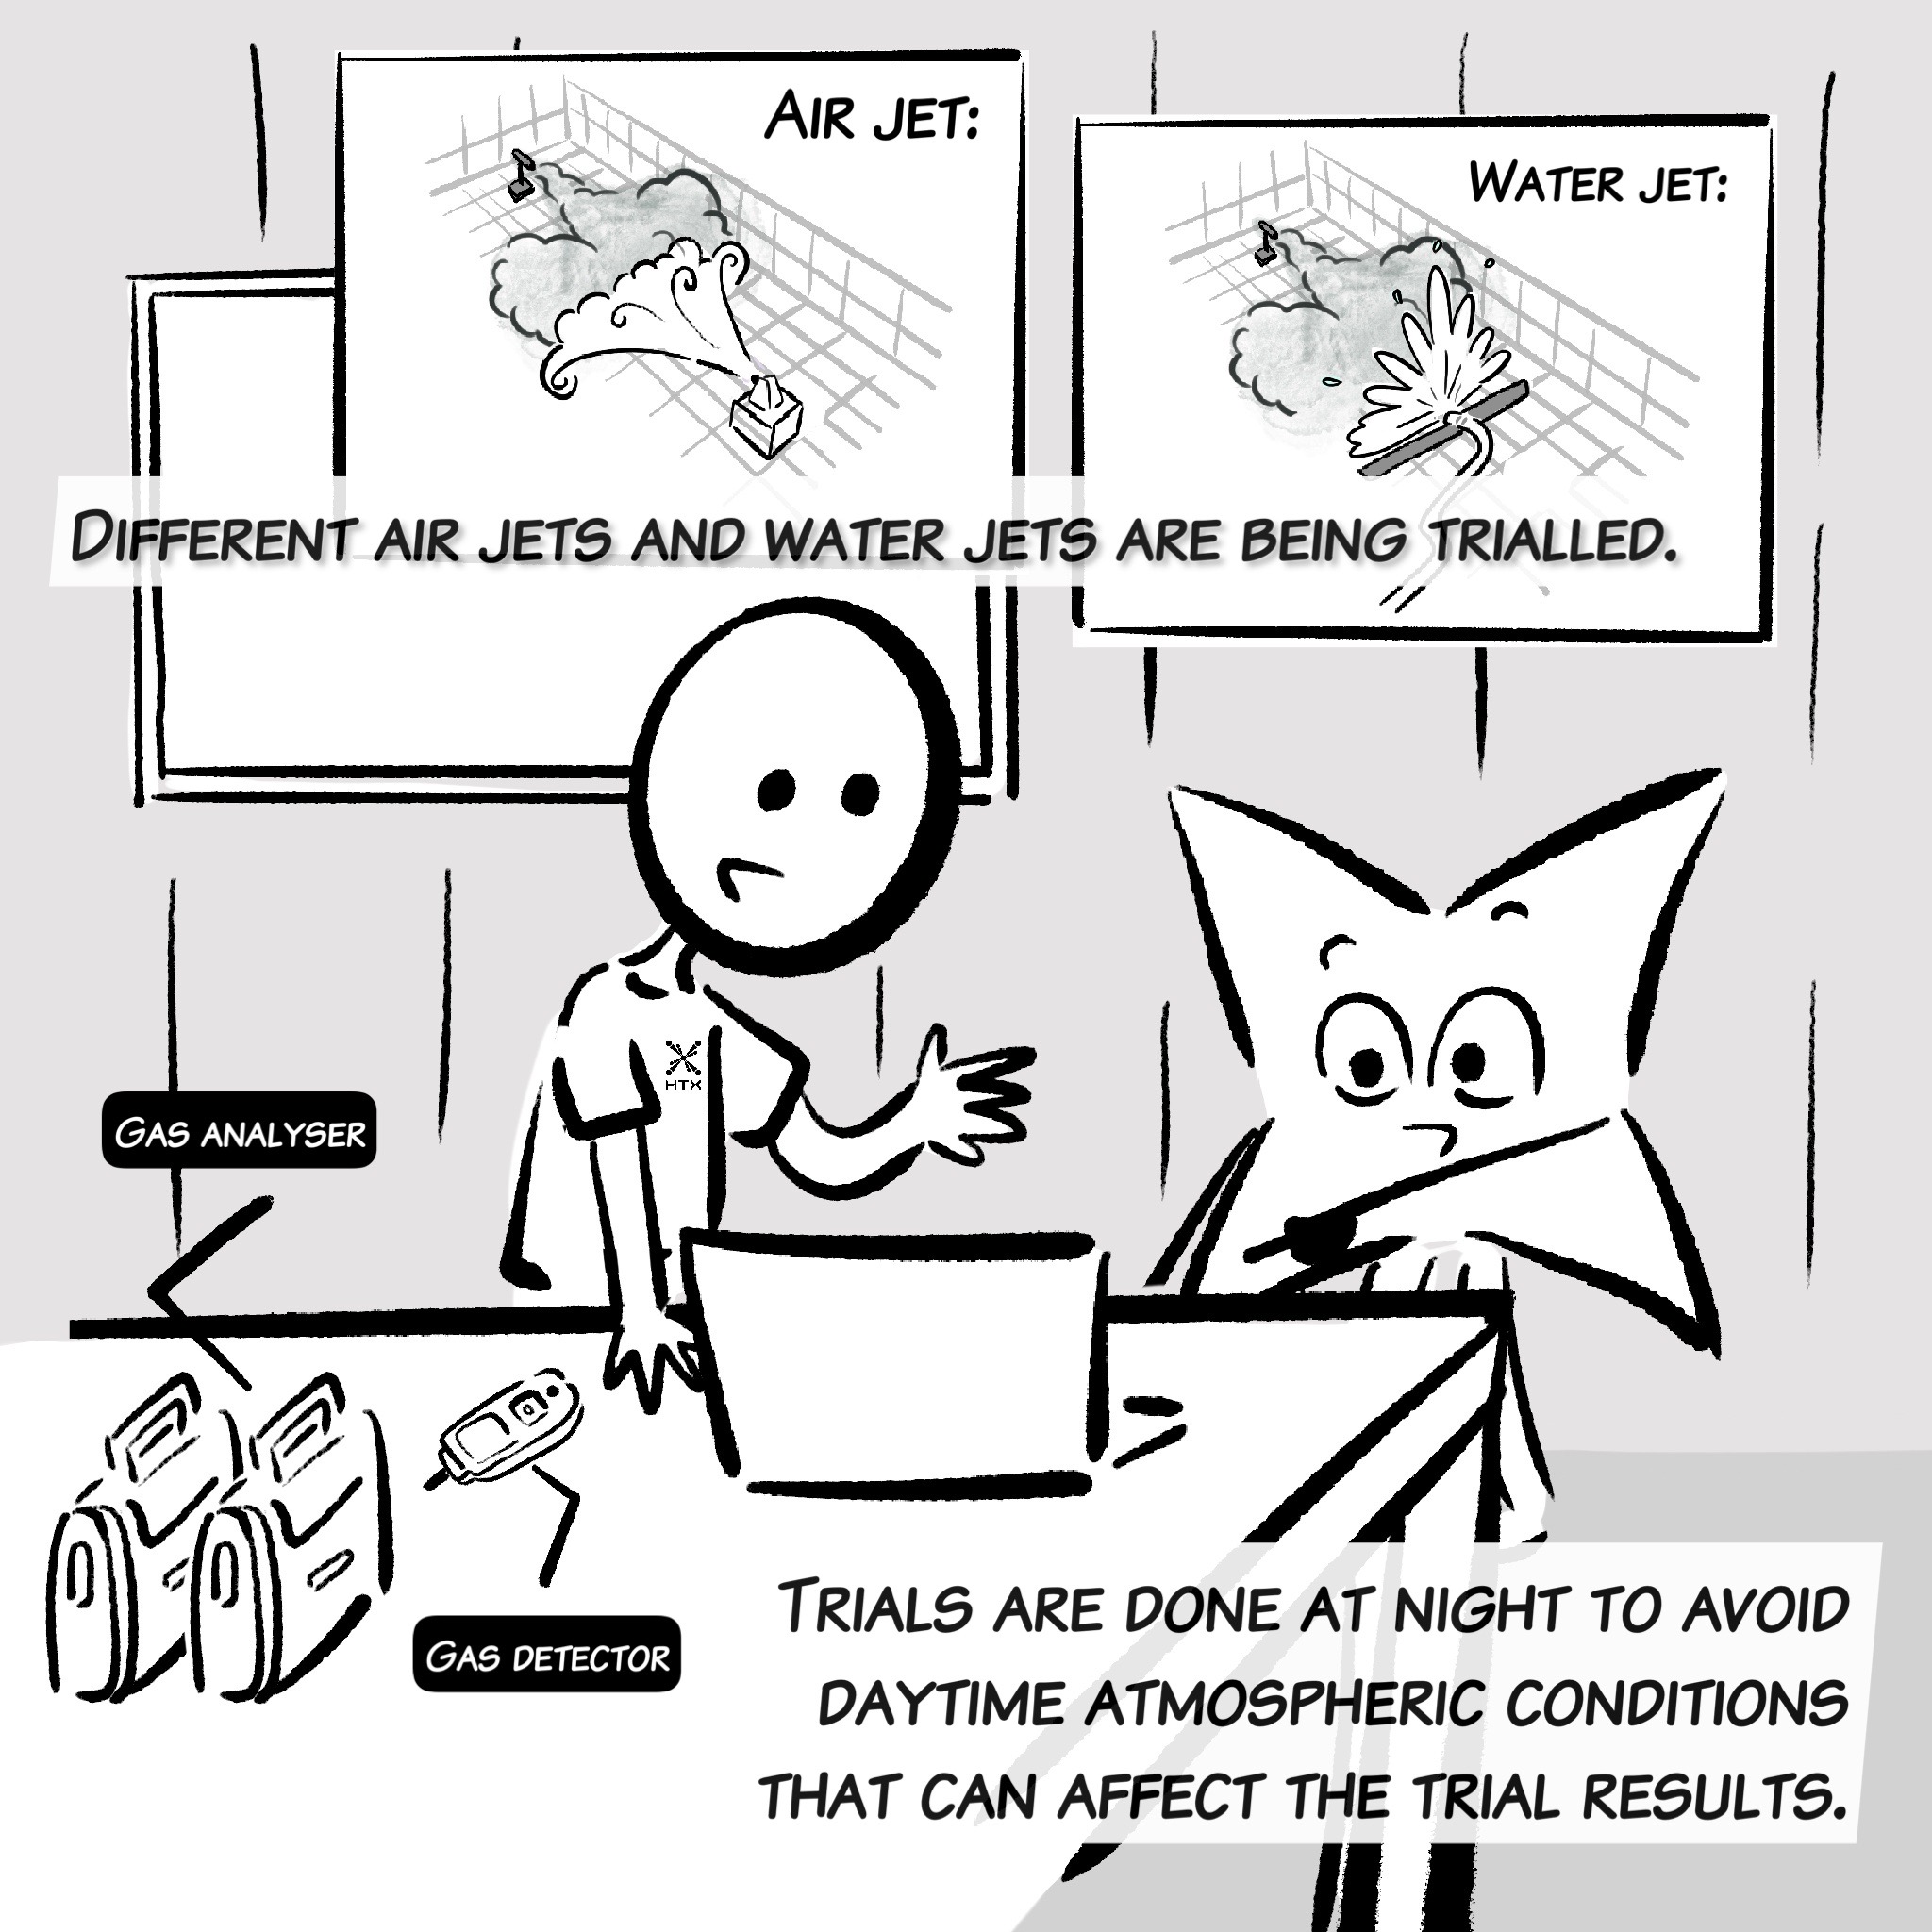 Air jet:
Water jet:
Different air jets and water jets are being trialled.
HTX
Gas analyser
Gas detector
Trials are done at night to avoid
daytime atmospheric conditions
that can affect the trial results.